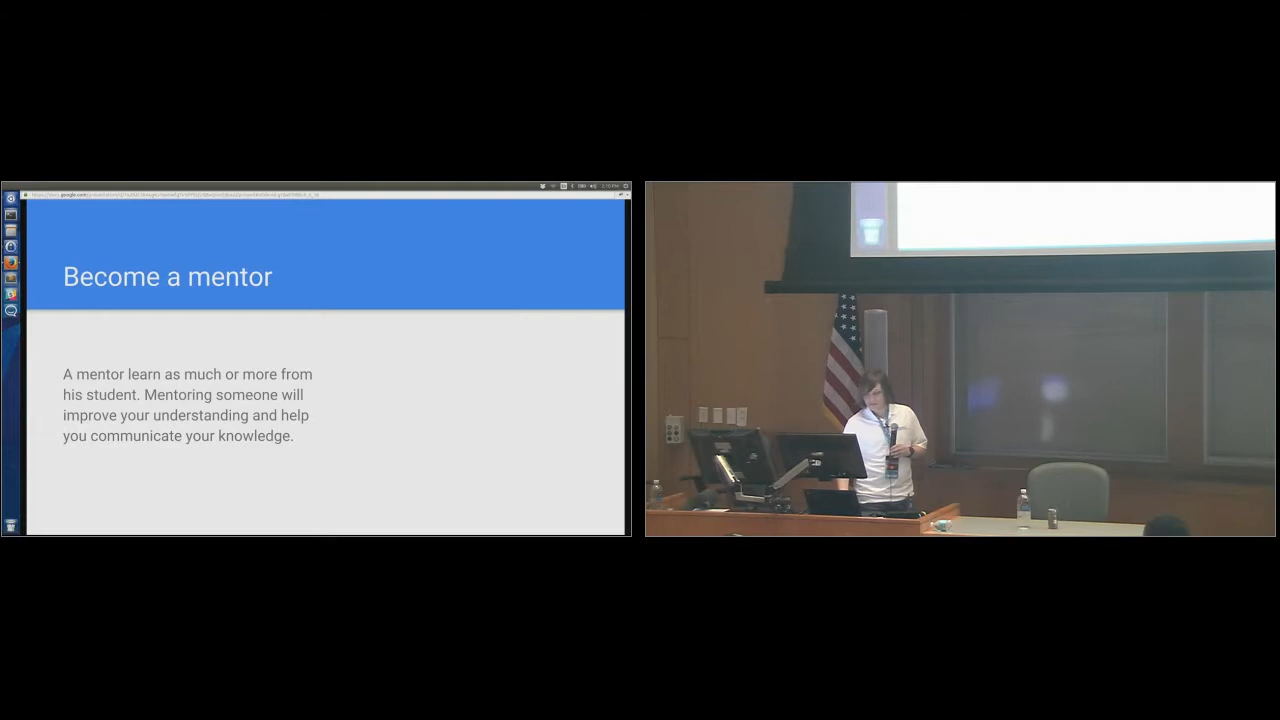 Become a mentor
A mentor learn as much or more from
his student. Mentoring someone will
improve your understanding and help
you communicate your knowledge.